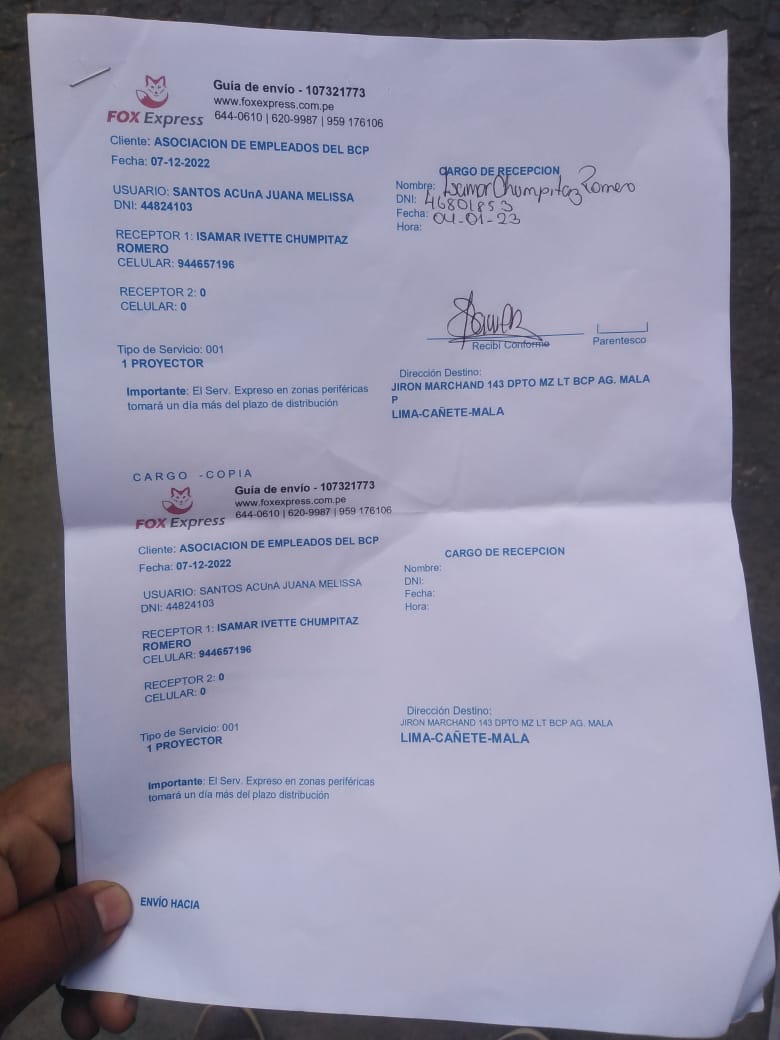 Guía de envío - 107321773
www.foxexpress.com.pe
644-0610 | 620-9987 | 959 176106
FOX Express
Cliente: ASOCIACION DE EMPLEADOS DEL BCP
Fecha: 07-12-2022
USUARIO: SANTOS ACUnA JUANA MELISSA
DNI: 44824103
RECEPTOR 1: ISAMAR IVETTE CHUMPITAZ
ROMERO
CELULAR: 944657196
RECEPTOR 2: 0
CELULAR: 0
Tipo de Servicio: 001
1 PROYECTOR
Importante: El Serv. Expreso en zonas periféricas
tomará un día más del plazo de distribución
CARGO DE RECEPCION
Nombre: Isamar Chumpitaz Romero
DNI: 46801853
Fecha: 04-01-23
Hora:
Recibí Conforme
Parentesco
Dirección Destino:
JIRON MARCHAND 143 DPTO MZ LT BCP AG. MALA
P
LIMA-CAÑETE-MALA
CARGO -COPIA
Guía de envío - 107321773
www.foxexpress.com.pe
644-0610 | 620-9987 | 959 176106
FOX Express
Cliente: ASOCIACION DE EMPLEADOS DEL BCP
Fecha: 07-12-2022
USUARIO: SANTOS ACUnA JUANA MELISSA
DNI: 44824103
RECEPTOR 1: ISAMAR IVETTE CHUMPITAZ
ROMERO
CELULAR: 944657196
RECEPTOR 2: 0
CELULAR: 0
Tipo de Servicio: 001
1 PROYECTOR
Importante: El Serv. Expreso en zonas periféricas
tomará un día más del plazo distribución
CARGO DE RECEPCION
Nombre:
DNI:
Fecha:
Hora:
Dirección Destino:
JIRON MARCHAND 143 DPTO MZ LT BCP AG. MALA
LIMA-CAÑETE-MALA
ENVÍO HACIA